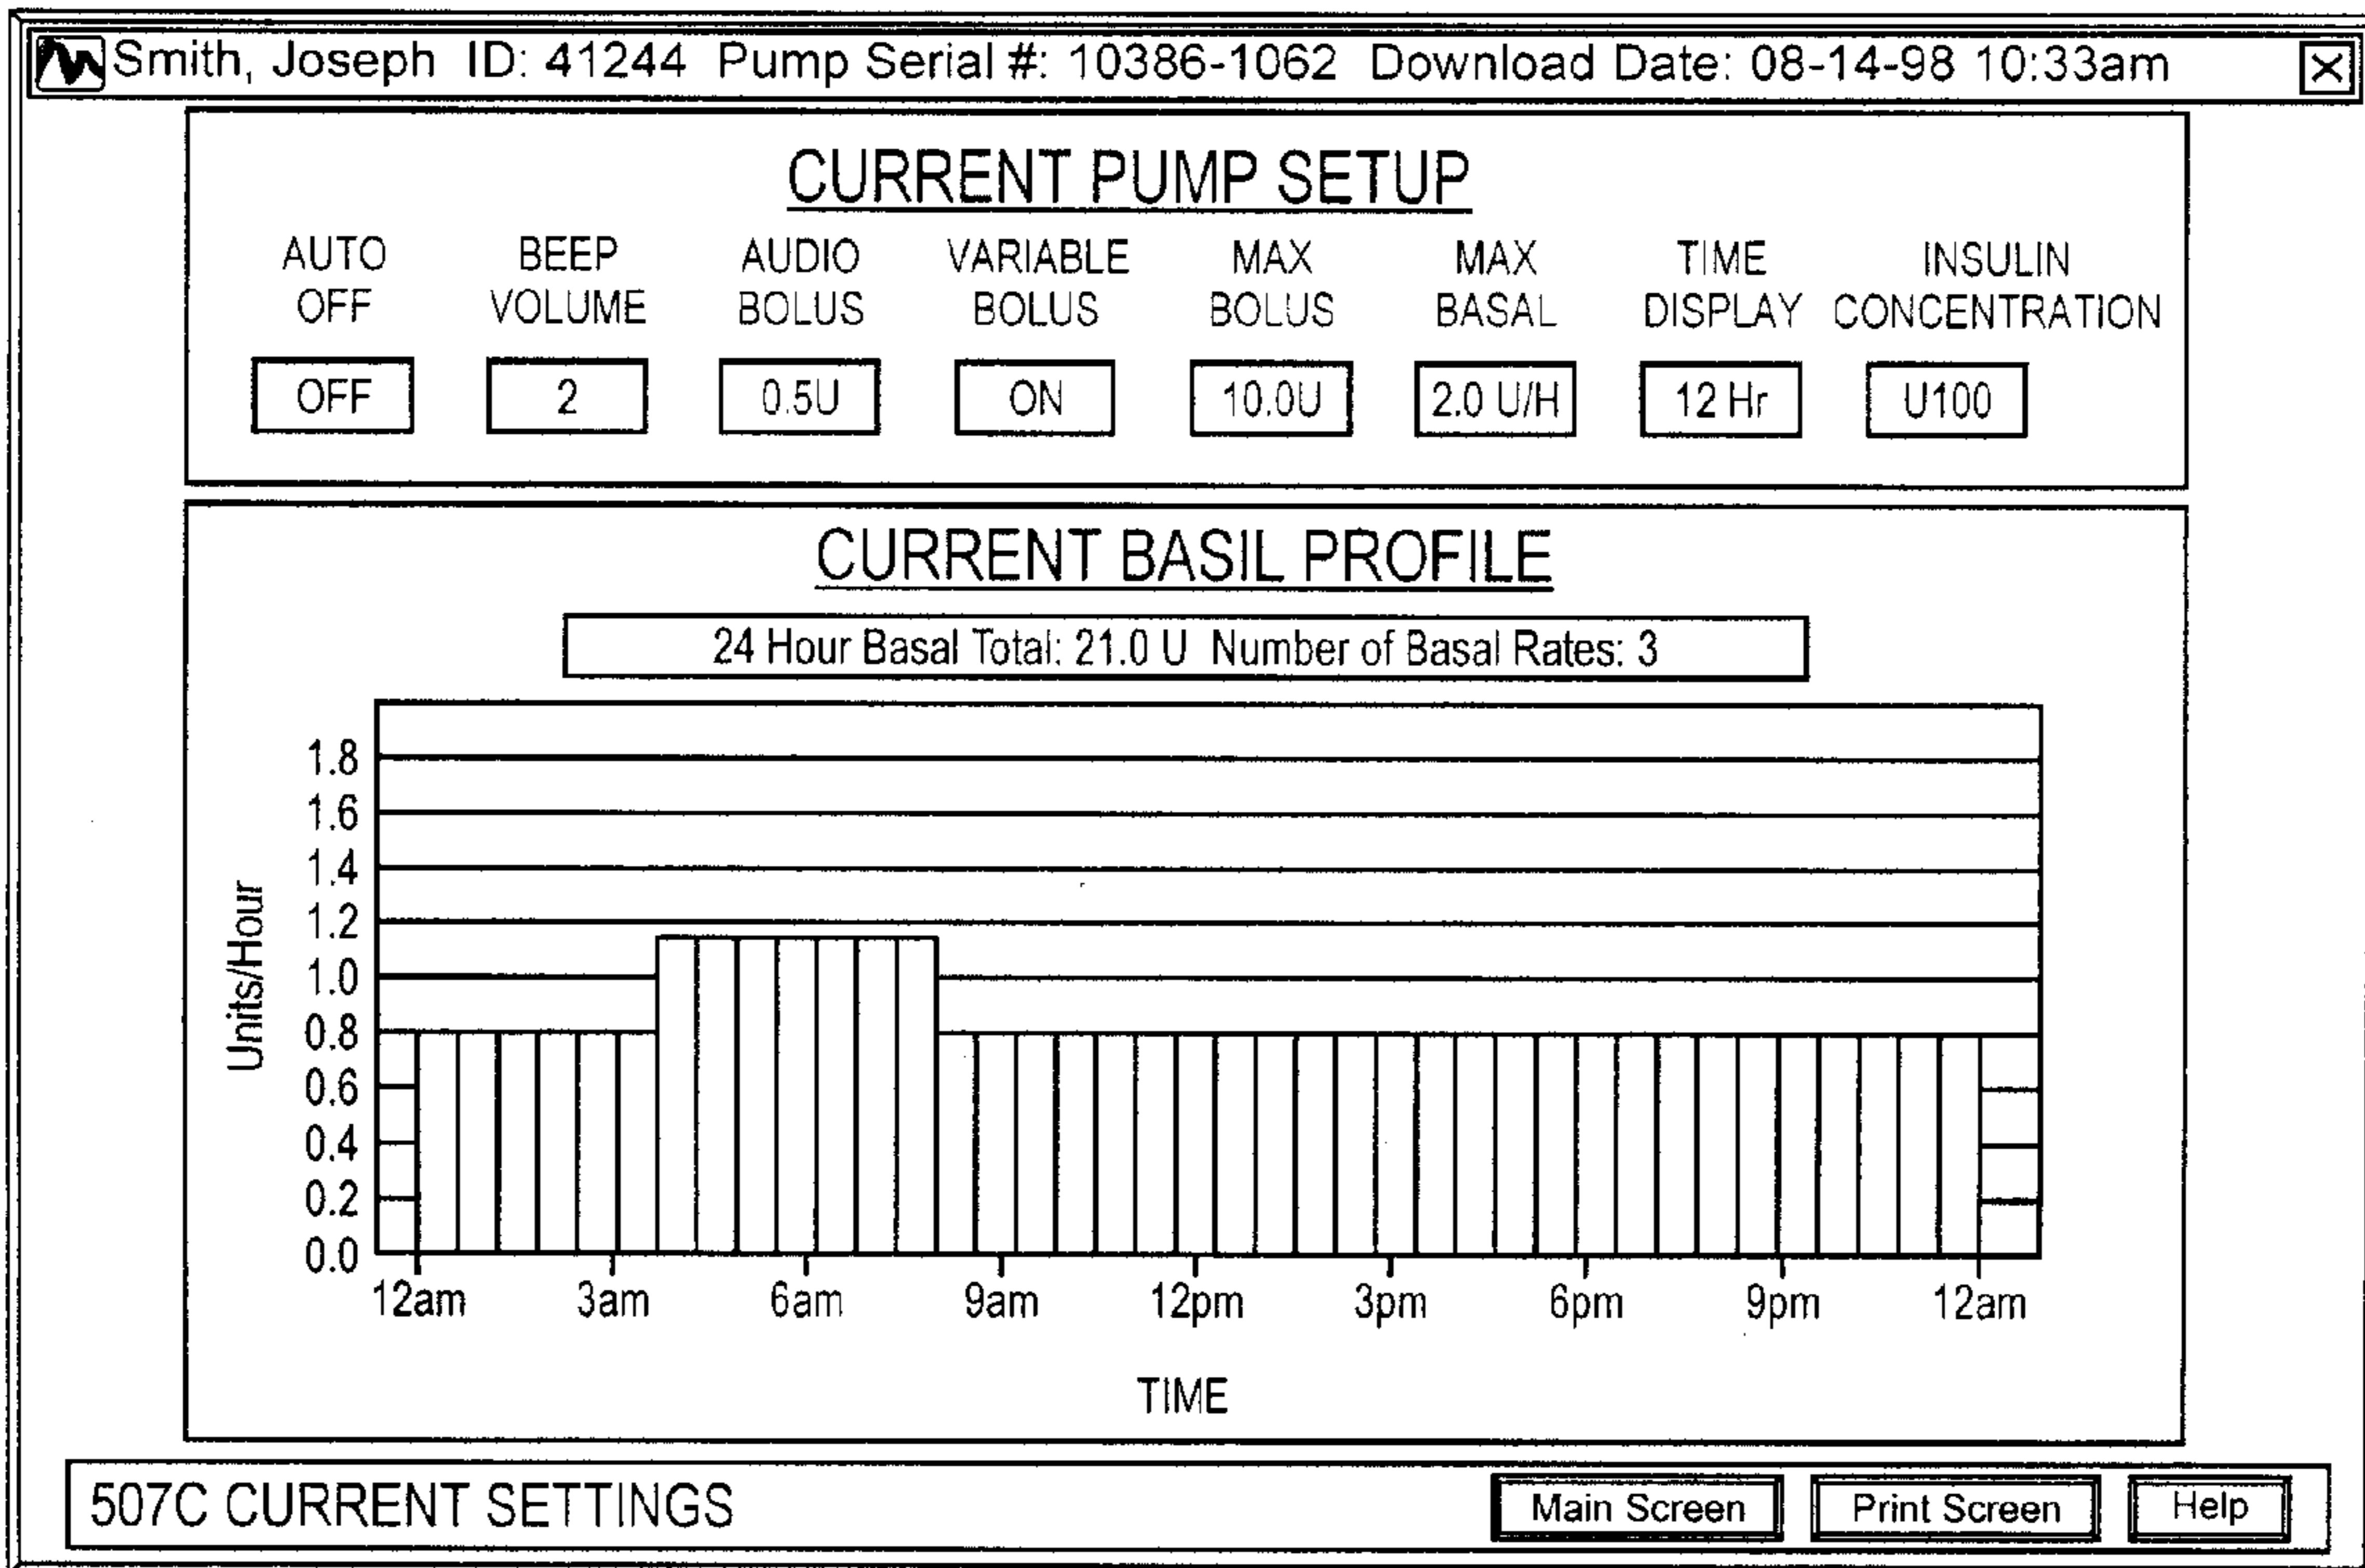 Smith, Joseph ID: 41244 Pump Serial #: 10386-1062 Download Date: 08-14-98 10:33am
CURRENT PUMP SETUP
AUTO OFF BEEP VOLUME AUDIO BOLUS VARIABLE BOLUS MAX BOLUS MAX BASAL TIME DISPLAY INSULIN CONCENTRATION
OFF 2 0.5U ON 10.0U 2.0 U/H 12 Hr U100
CURRENT BASIL PROFILE
24 Hour Basal Total: 21.0 U Number of Basal Rates: 3
Units/Hour
1.8
1.6
1.4
1.2
1.0
0.8
0.6
0.4
0.2
0.0
12am 3am 6am 9am 12pm 3pm 6pm 9pm 12am
TIME
507C CURRENT SETTINGS Main Screen Print Screen Help